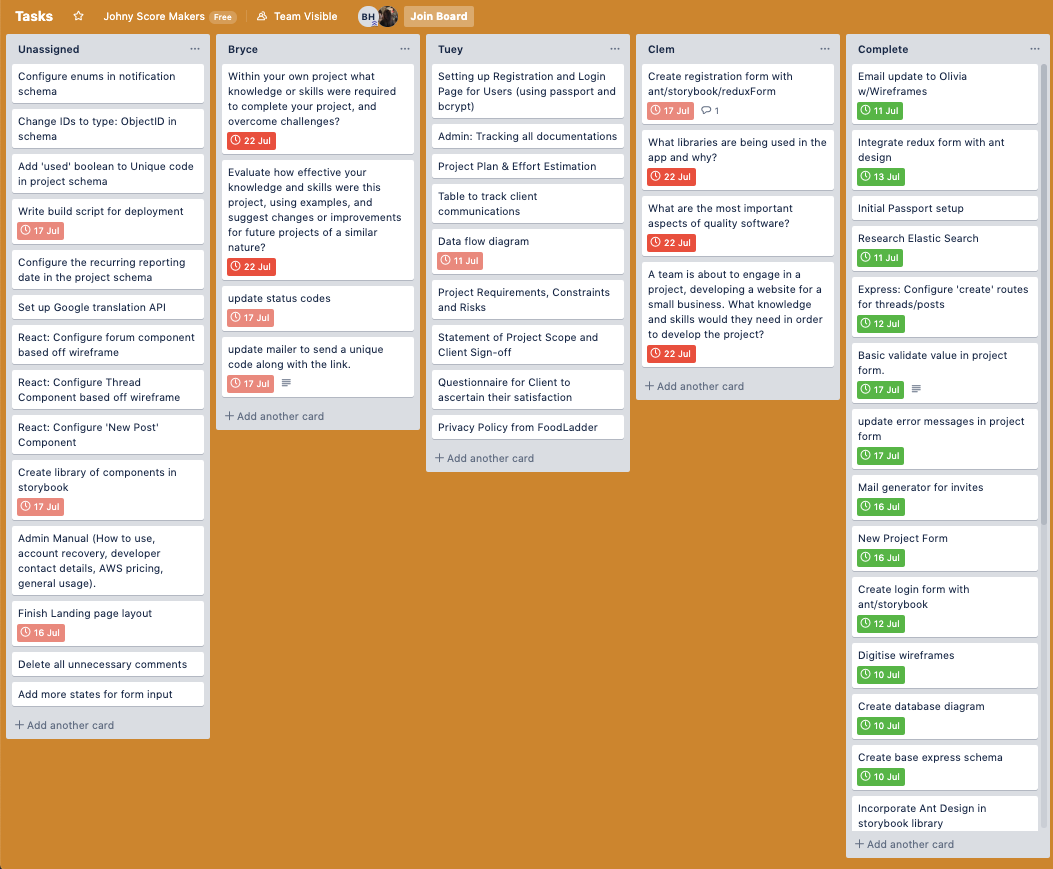 Tasks
Johny Score Makers Free
Team Visible
BH
Join Board
Unassigned
Configure enums in notification
schema
Change IDs to type: ObjectID in
schema
Add 'used' boolean to Unique code
in project schema
Write build script for deployment
17 Jul
Configure the recurring reporting
date in the project schema
Set up Google translation API
React: Configure forum component
based off wireframe
React: Configure Thread
Component based off wireframe
React: Configure 'New Post'
Component
Create library of components in
storybook
17 Jul
Admin Manual (How to use,
account recovery, developer
contact details, AWS pricing,
general usage).
Finish Landing page layout
16 Jul
Delete all unnecessary comments
Add more states for form input
+ Add another card
Bryce
Within your own project what
knowledge or skills were required
to complete your project, and
overcome challenges?
22 Jul
Evaluate how effective your
knowledge and skills were this
project, using examples, and
suggest changes or improvements
for future projects of a similar
nature?
22 Jul
update status codes
17 Jul
update mailer to send a unique
code along with the link.
17 Jul
+ Add another card
Tuey
Setting up Registration and Login
Page for Users (using passport and
bcrypt)
Admin: Tracking all documentations
Project Plan & Effort Estimation
Table to track client
communications
Data flow diagram
11 Jul
Project Requirements, Constraints
and Risks
Statement of Project Scope and
Client Sign-off
Questionnaire for Client to
ascertain their satisfaction
Privacy Policy from FoodLadder
+ Add another card
Clem
Create registration form with
ant/storybook/reduxForm
17 Jul 1
What libraries are being used in the
app and why?
22 Jul
What are the most important
aspects of quality software?
22 Jul
A team is about to engage in a
project, developing a website for a
small business. What knowledge
and skills would they need in order
to develop the project?
22 Jul
+ Add another card
Complete
Email update to Olivia
w/Wireframes
11 Jul
Integrate redux form with ant
design
13 Jul
Initial Passport setup
Research Elastic Search
11 Jul
Express: Configure 'create' routes
for threads/posts
12 Jul
Basic validate value in project
form.
17 Jul
update error messages in project
form
17 Jul
Mail generator for invites
16 Jul
New Project Form
16 Jul
Create login form with
ant/storybook
12 Jul
Digitise wireframes
10 Jul
Create database diagram
10 Jul
Create base express schema
10 Jul
Incorporate Ant Design in
storybook library
+ Add another card